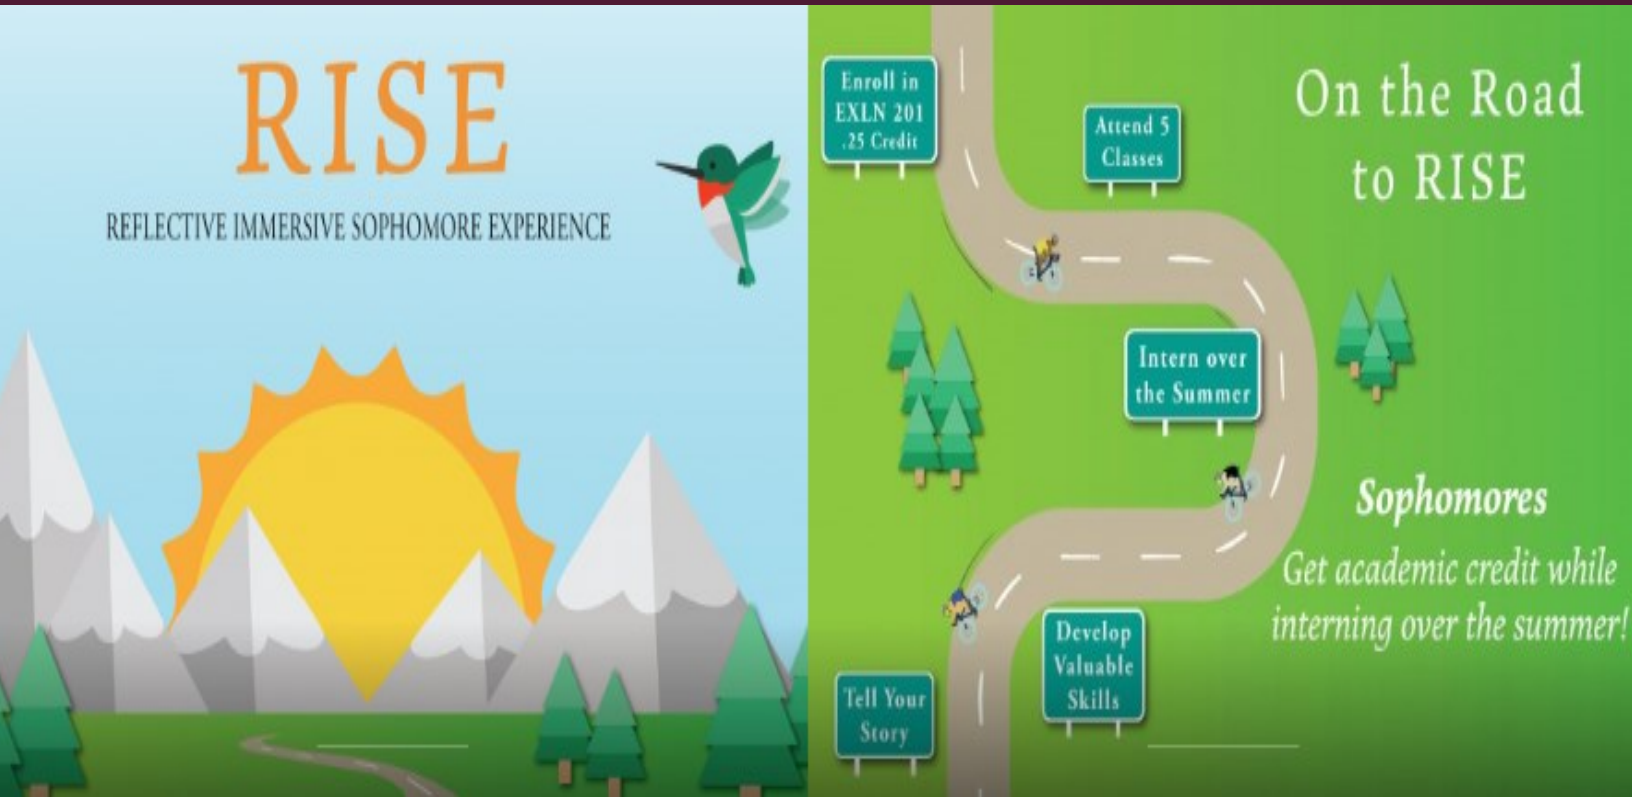 RISE
REFLECTIVE IMMERSIVE SOPHOMORE EXPERIENCE
On the Road
to RISE
Enroll in
EXLN 201
.25 Credit
Attend 5
Classes
Intern over
the Summer
Sophomores
Get academic credit while
interning over the summer!
Develop
Valuable
Skills
Tell Your
Story